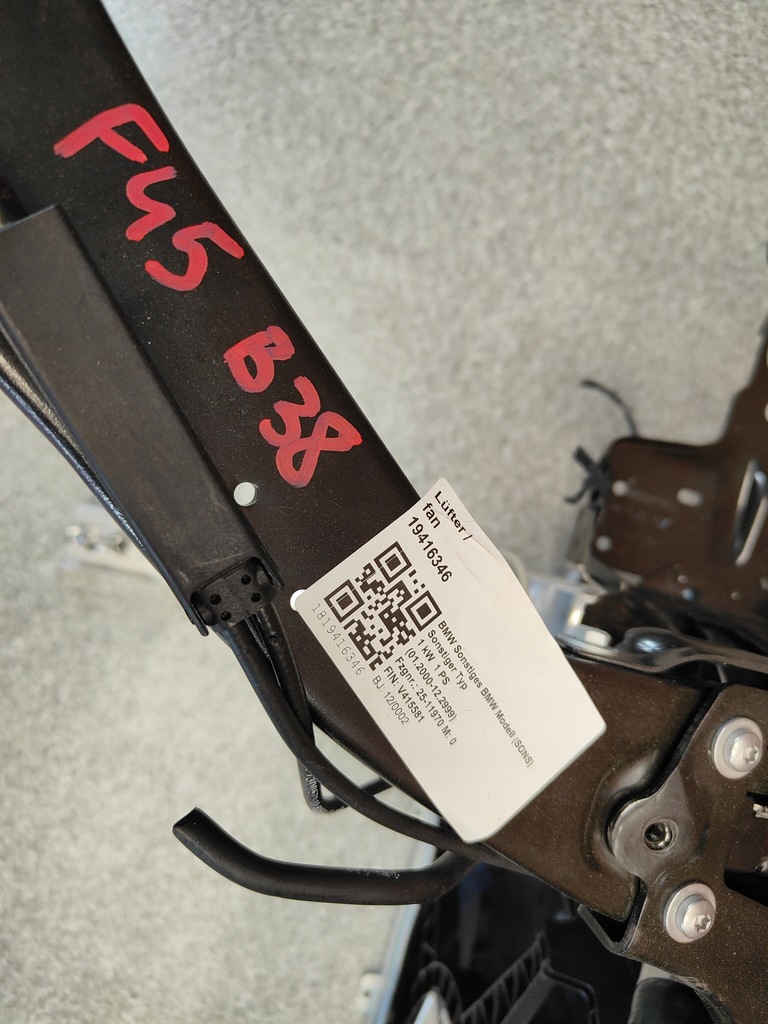 F45
B38
Lüfter /
fan
19416346
1819416346
BMW Sonstiges BMW Modell (SONS)
Sonstiger Typ
1 kW 1 PS
(01.2000-12.2999)
Fzgnr.: 25-11970 M: 0
FIN: V415581
BJ: 12/0002